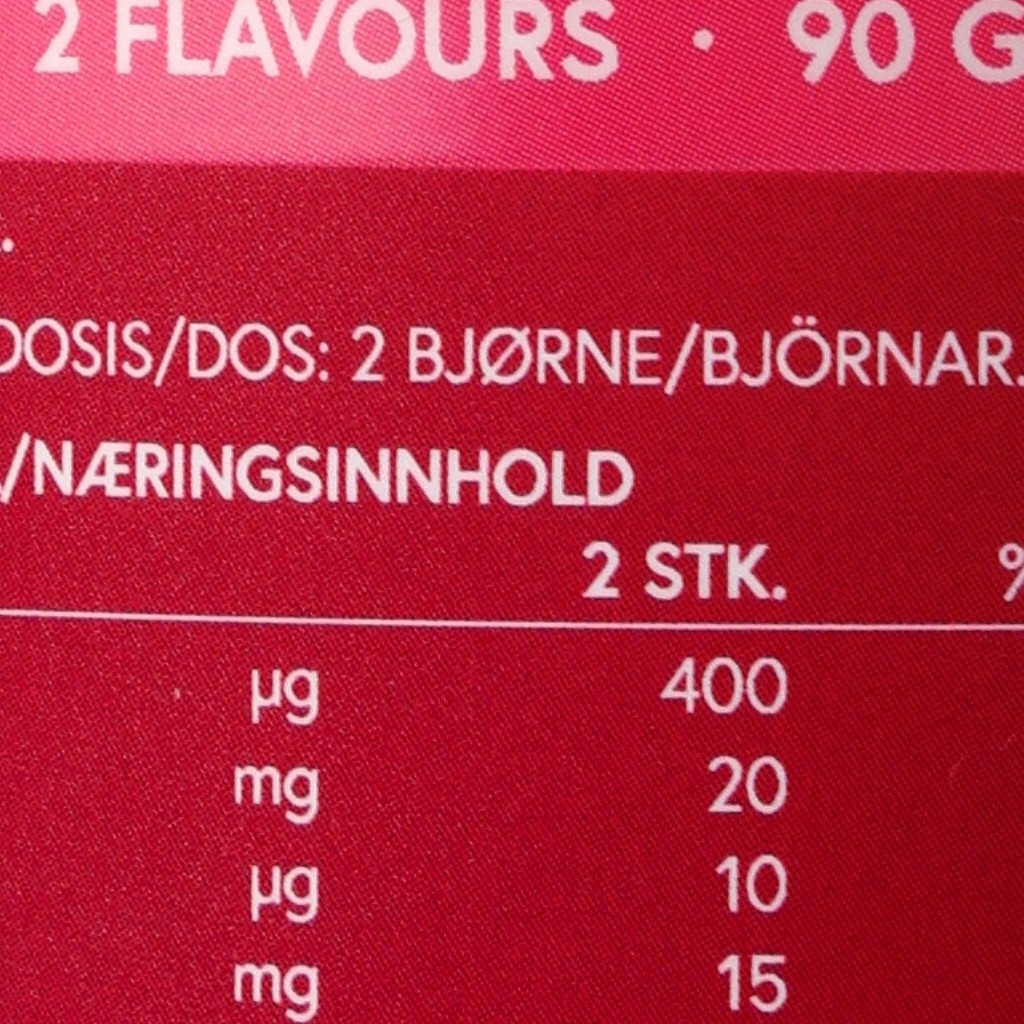 2 FLAVOURS · 90 G
.
DOSIS/DOS: 2 BJØRNE/BJÖRNAR.
/NÆRINGSINNHOLD
2 STK. %
µg 400
mg 20
µg 10
mg 15